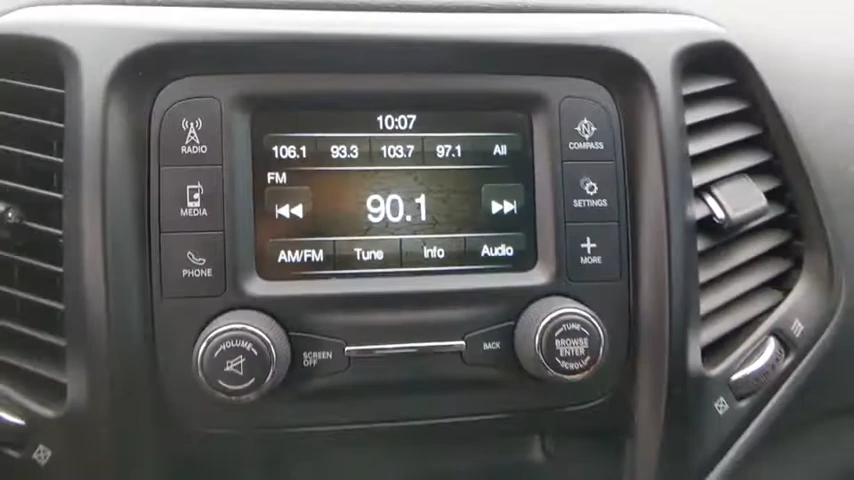 10:07
106.1 93.3 103.7 97.1 All
FM
90.1
AM/FM Tune Info Audio
RADIO
MEDIA
PHONE
N
COMPASS
SETTINGS
MORE
VOLUME
SCREEN
OFF
BACK
TUNE
BROWSE
ENTER
SCROLL